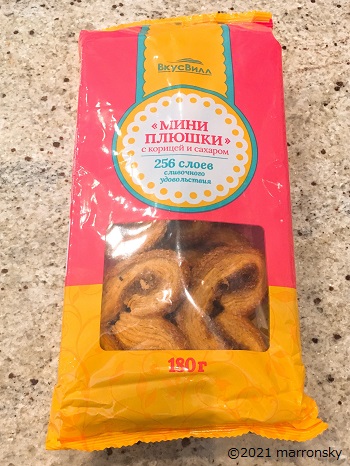 ВкусВилл
«МИНИ
ПЛЮШКИ»
с корицей и сахаром
256 слоев
сливочного
удовольствия
180 г
©2021 marronsky